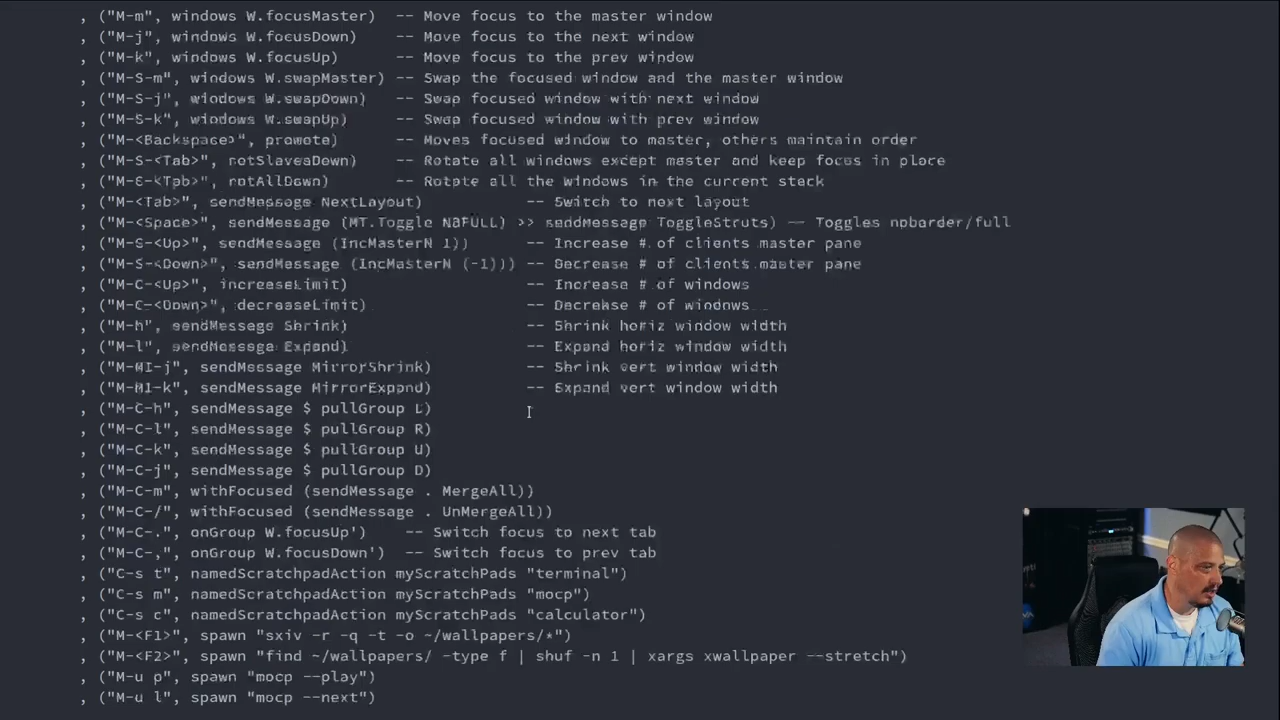 , ("M-m", windows W.focusMaster)  -- Move focus to the master window
, ("M-j", windows W.focusDown)    -- Move focus to the next window
, ("M-k", windows W.focusUp)      -- Move focus to the prev window
, ("M-S-m", windows W.swapMaster) -- Swap the focused window and the master window
, ("M-S-j", windows W.swapDown)   -- Swap focused window with next window
, ("M-S-k", windows W.swapUp)     -- Swap focused window with prev window
, ("M-<Backspace>", promote)      -- Moves focused window to master, others maintain order
, ("M-S-<Tab>", rotSlavesDown)    -- Rotate all windows except master and keep focus in place
, ("M-C-<Tab>", rotAllDown)       -- Rotate all the windows in the current stack
, ("M-<Tab>", sendMessage NextLayout)           -- Switch to next layout
, ("M-<Space>", sendMessage (MT.Toggle NBFULL) >> sendMessage ToggleStruts) -- Toggles noborder/full
, ("M-S-<Up>", sendMessage (IncMasterN 1))      -- Increase # of clients master pane
, ("M-S-<Down>", sendMessage (IncMasterN (-1))) -- Decrease # of clients master pane
, ("M-C-<Up>", increaseLimit)                   -- Increase # of windows
, ("M-C-<Down>", decreaseLimit)                 -- Decrease # of windows
, ("M-h", sendMessage Shrink)                   -- Shrink horiz window width
, ("M-l", sendMessage Expand)                   -- Expand horiz window width
, ("M-M1-j", sendMessage MirrorShrink)          -- Shrink vert window width
, ("M-M1-k", sendMessage MirrorExpand)          -- Expand vert window width
, ("M-C-h", sendMessage $ pullGroup L)
, ("M-C-l", sendMessage $ pullGroup R)
, ("M-C-k", sendMessage $ pullGroup U)
, ("M-C-j", sendMessage $ pullGroup D)
, ("M-C-m", withFocused (sendMessage . MergeAll))
, ("M-C-/", withFocused (sendMessage . UnMergeAll))
, ("M-C-.", onGroup W.focusUp')    -- Switch focus to next tab
, ("M-C-,", onGroup W.focusDown')  -- Switch focus to prev tab
, ("C-s t", namedScratchpadAction myScratchPads "terminal")
, ("C-s m", namedScratchpadAction myScratchPads "mocp")
, ("C-s c", namedScratchpadAction myScratchPads "calculator")
, ("M-<F1>", spawn "sxiv -r -q -t -o ~/wallpapers/*")
, ("M-<F2>", spawn "find ~/wallpapers/ -type f | shuf -n 1 | xargs xwallpaper --stretch")
, ("M-u p", spawn "mocp --play")
, ("M-u l", spawn "mocp --next")